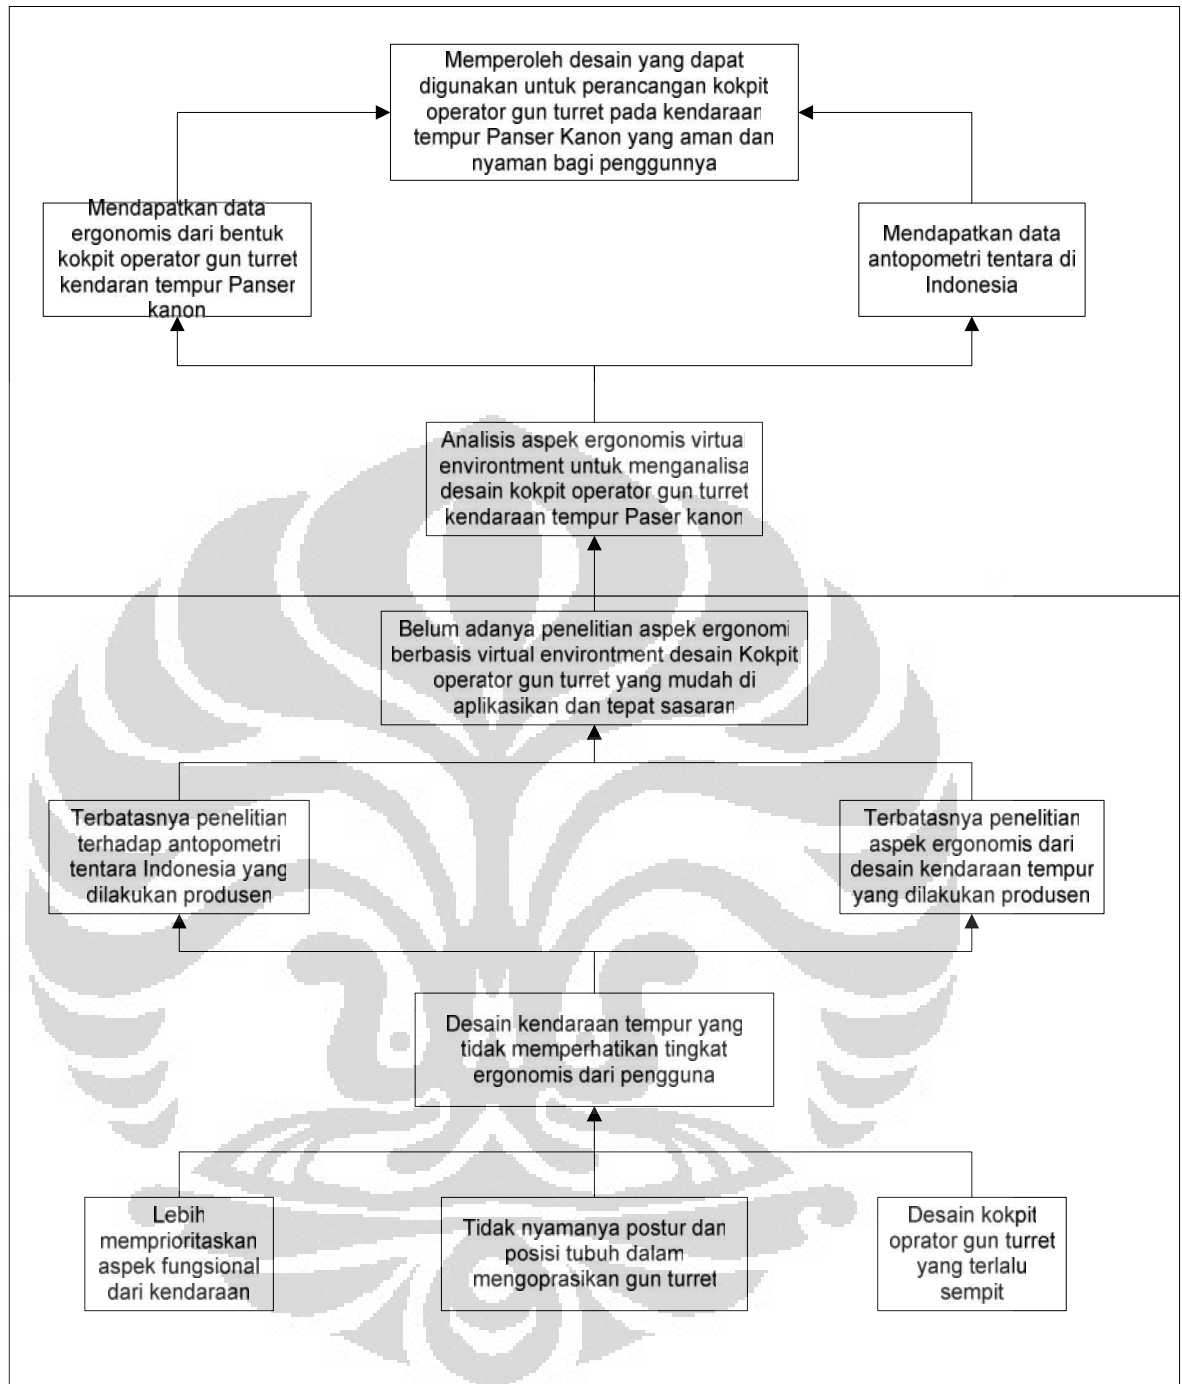 Memperoleh desain yang dapat
digunakan untuk perancangan kokpit
operator gun turret pada kendaraan
tempur Panser Kanon yang aman dan
nyaman bagi penggunnya
Mendapatkan data
ergonomis dari bentuk
kokpit operator gun turret
kendaran tempur Panser
kanon
Mendapatkan data
antopometri tentara di
Indonesia
Analisis aspek ergonomis virtual
environtment untuk menganalisa
desain kokpit operator gun turret
kendaraan tempur Paser kanon
Belum adanya penelitian aspek ergonomi
berbasis virtual environtment desain Kokpit
operator gun turret yang mudah di
aplikasikan dan tepat sasaran
Terbatasnya penelitian
terhadap antopometri
tentara Indonesia yang
dilakukan produsen
Terbatasnya penelitian
aspek ergonomis dari
desain kendaraan tempur
yang dilakukan produsen
Desain kendaraan tempur yang
tidak memperhatikan tingkat
ergonomis dari pengguna
Lebih
memprioritaskan
aspek fungsional
dari kendaraan
Tidak nyamanya postur dan
posisi tubuh dalam
mengoprasikan gun turret
Desain kokpit
oprator gun turret
yang terlalu
sempit